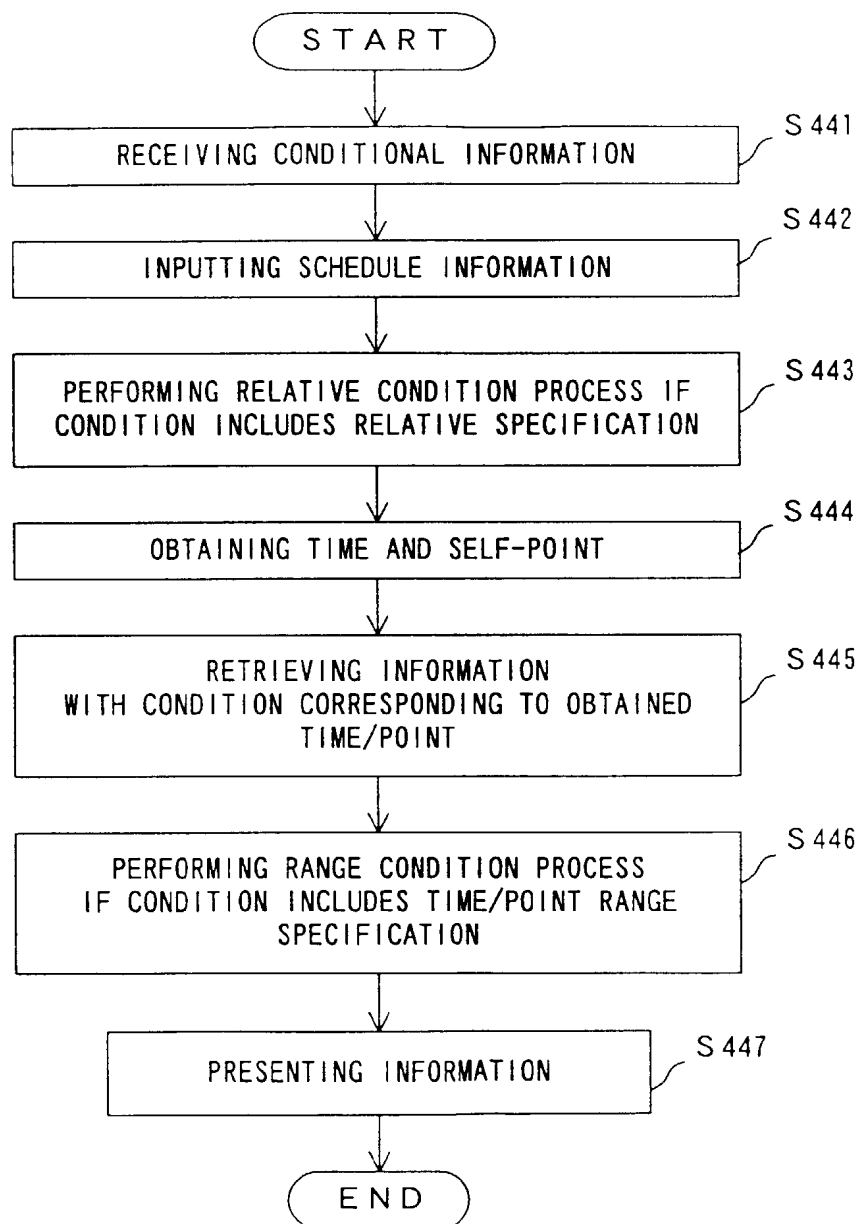 START
S441
RECEIVING CONDITIONAL INFORMATION
S442
INPUTTING SCHEDULE INFORMATION
S443
PERFORMING RELATIVE CONDITION PROCESS IF
CONDITION INCLUDES RELATIVE SPECIFICATION
S444
OBTAINING TIME AND SELF-POINT
S445
RETRIEVING INFORMATION
WITH CONDITION CORRESPONDING TO OBTAINED
TIME/POINT
S446
PERFORMING RANGE CONDITION PROCESS
IF CONDITION INCLUDES TIME/POINT RANGE
SPECIFICATION
S447
PRESENTING INFORMATION
END